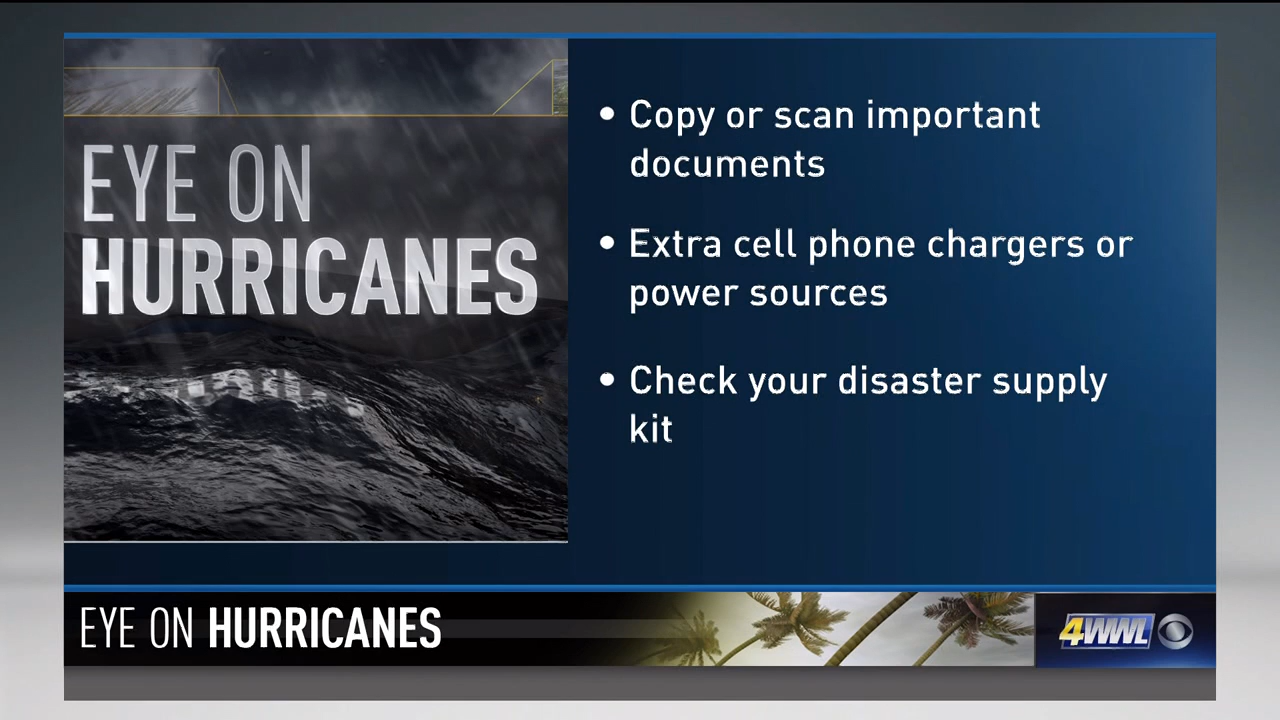 EYE ON
HURRICANES
• Copy or scan important
documents
• Extra cell phone chargers or
power sources
• Check your disaster supply
kit
EYE ON HURRICANES
4WWL